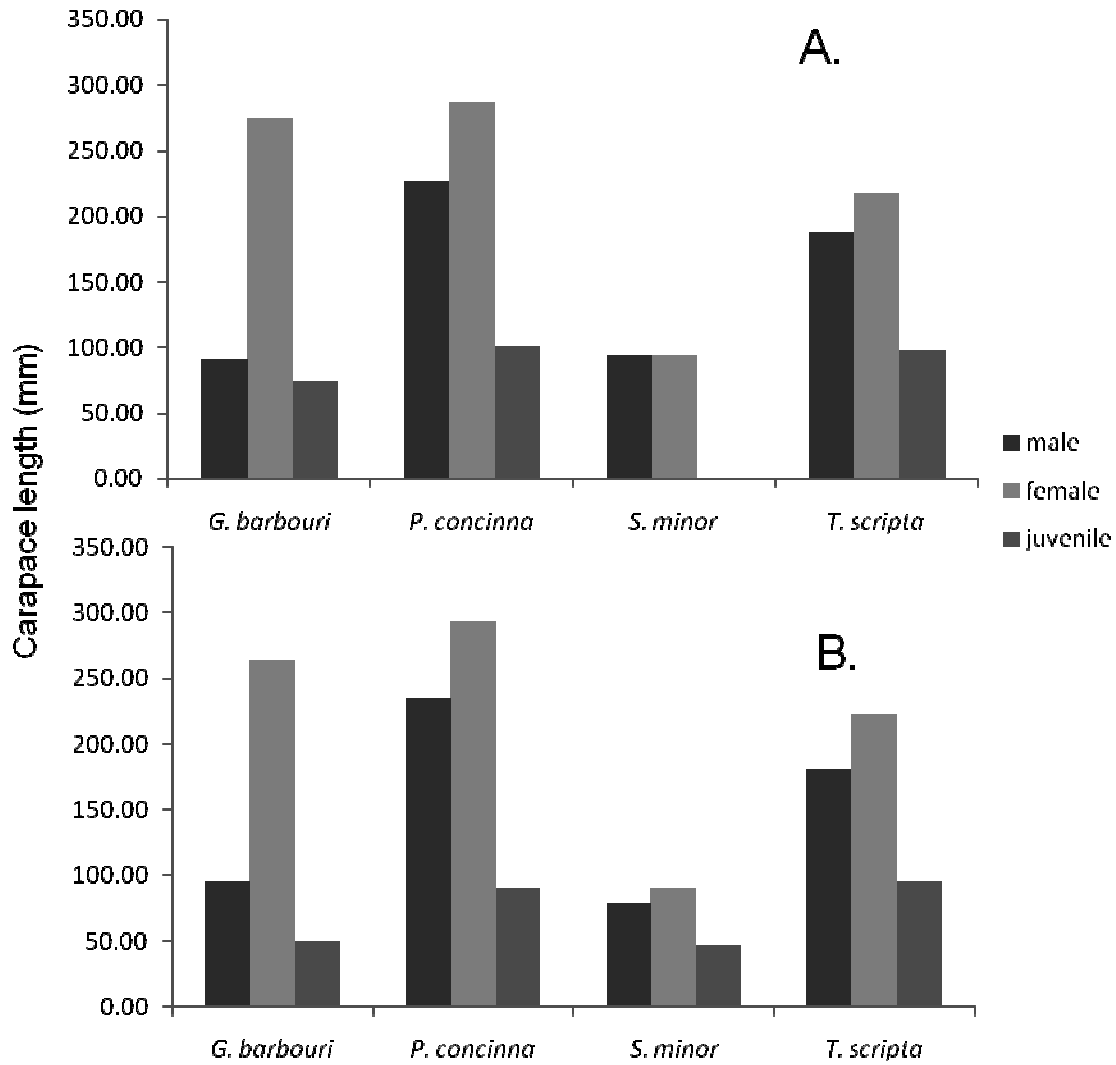 Carapace length (mm)
A.
350.00
300.00
250.00
200.00
150.00
100.00
50.00
0.00
G. barbouri P. concinna S. minor T. scripta
male
female
juvenile
B.
350.00
300.00
250.00
200.00
150.00
100.00
50.00
0.00
G. barbouri P. concinna S. minor T. scripta